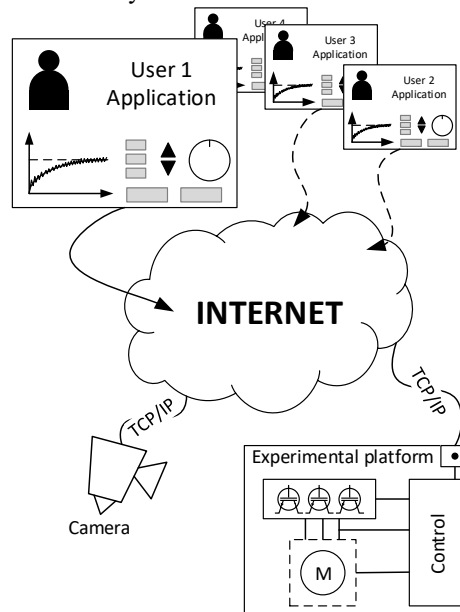 User 4
User 3
Application
User 2
Application
User 1
Application
INTERNET
TCP/IP
TCP/IP
Camera
Experimental platform
Control
M